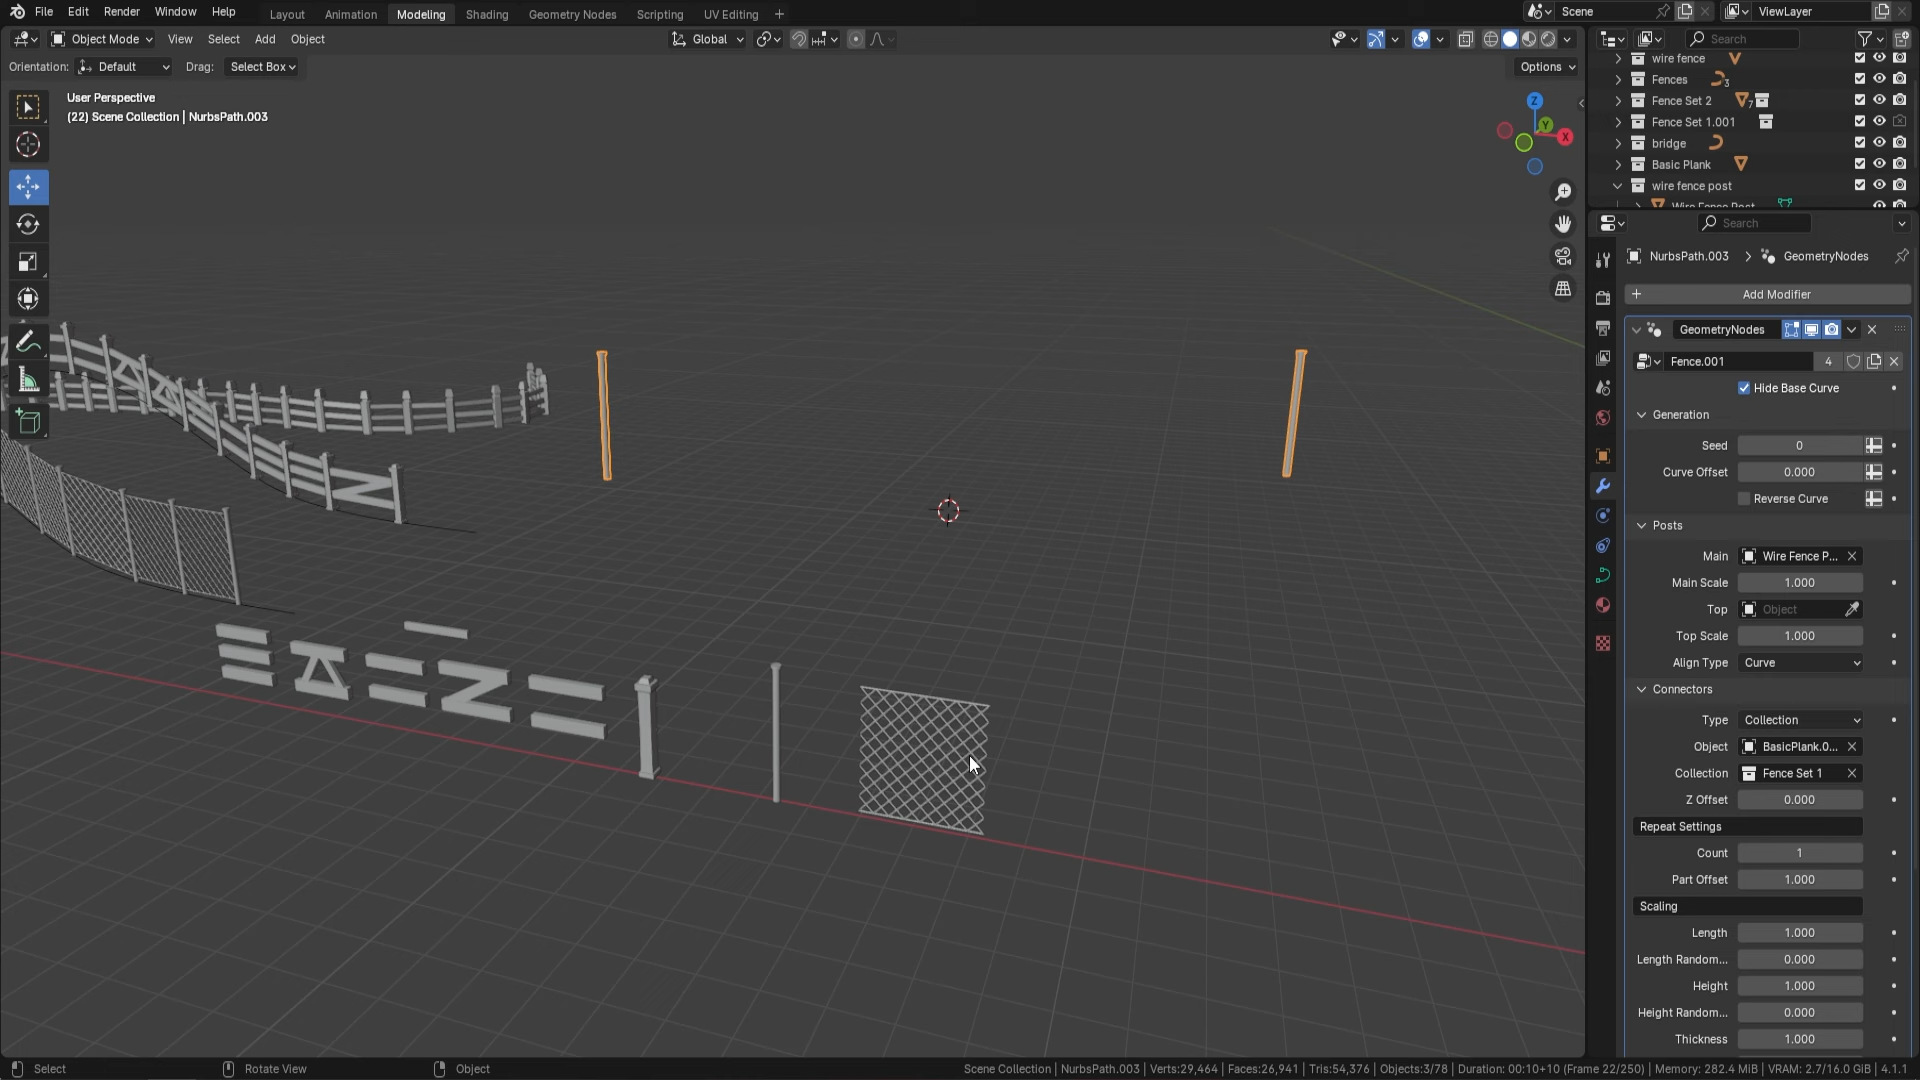 File Edit Render Window Help
Layout Animation Modeling Shading Geometry Nodes Scripting UV Editing +
Scene
ViewLayer
Object Mode View Select Add Object
Global
Search
Orientation: Default Drag: Select Box
Options
User Perspective
(22) Scene Collection | NurbsPath.003
Z
Y
X
wire fence
Fences 3
Fence Set 2 7
Fence Set 1.001
bridge
Basic Plank
wire fence post
Wire Fence Post
Search
NurbsPath.003 > GeometryNodes
+ Add Modifier
GeometryNodes
Fence.001 4
Hide Base Curve
Generation
Seed 0
Curve Offset 0.000
Reverse Curve
Posts
Main Wire Fence P...
Main Scale 1.000
Top Object
Top Scale 1.000
Align Type Curve
Connectors
Type Collection
Object BasicPlank.0...
Collection Fence Set 1
Z Offset 0.000
Repeat Settings
Count 1
Part Offset 1.000
Scaling
Length 1.000
Length Random... 0.000
Height 1.000
Height Random... 0.000
Thickness 1.000
Select Rotate View Object
Scene Collection | NurbsPath.003 | Verts:29,464 | Faces:26,941 | Tris:54,376 | Objects:3/78 | Duration: 00:10+10 (Frame 22/250) | Memory: 282.4 MiB | VRAM: 2.7/16.0 GiB | 4.1.1